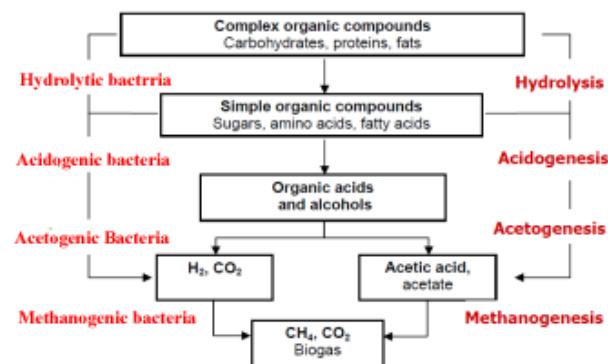 Complex organic compounds
Carbohydrates, proteins, fats
Hydrolytic bactrria
Hydrolysis
Simple organic compounds
Sugars, amino acids, fatty acids
Acidogenic bacteria
Acidogenesis
Organic acids
and alcohols
Acetogenic Bacteria
Acetogenesis
H₂, CO₂
Acetic acid,
acetate
Methanogenic bacteria
Methanogenesis
CH₄, CO₂
Biogas